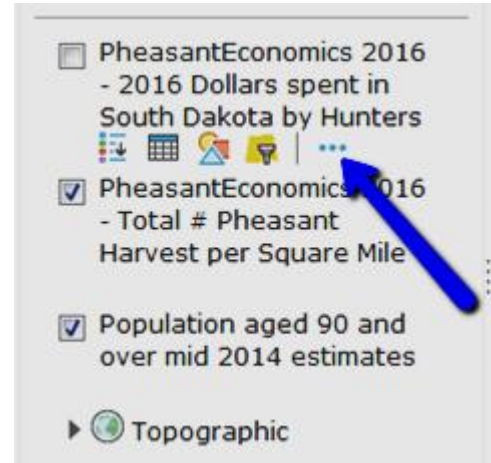 PheasantEconomics 2016
- 2016 Dollars spent in
South Dakota by Hunters
PheasantEconomics 2016
- Total # Pheasant
Harvest per Square Mile
Population aged 90 and
over mid 2014 estimates
Topographic